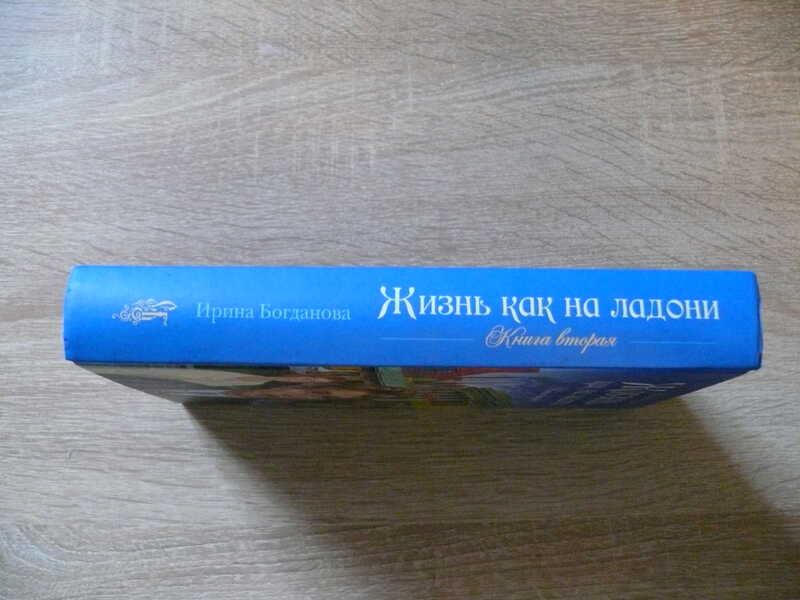 Ирина Богданова
Жизнь как на ладони
Книга вторая